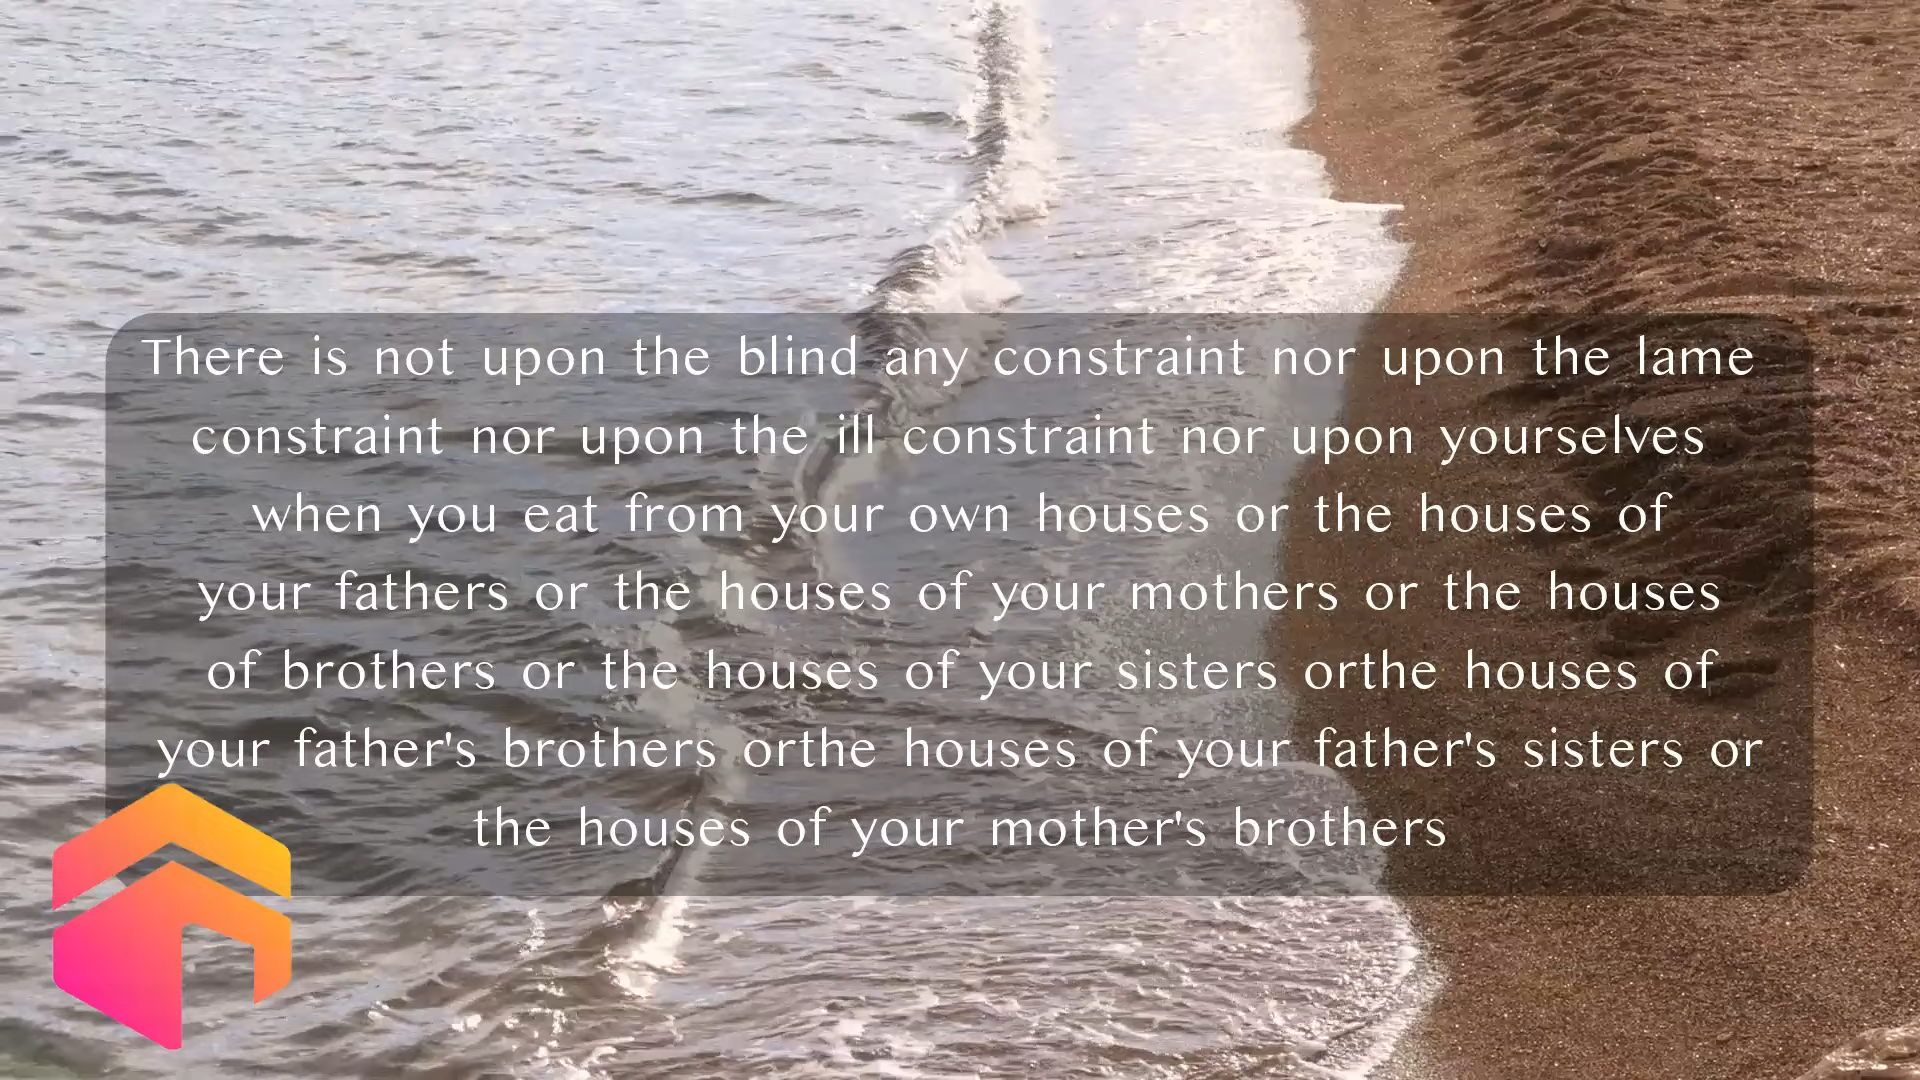 There is not upon the blind any constraint nor upon the lame
constraint nor upon the ill constraint nor upon yourselves
when you eat from your own houses or the houses of
your fathers or the houses of your mothers or the houses
of brothers or the houses of your sisters orthe houses of
your father's brothers orthe houses of your father's sisters or
the houses of your mother's brothers